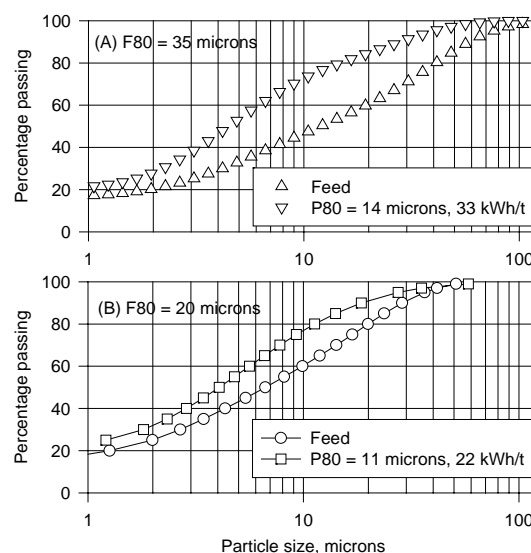 Percentage passing
100
80
60
40
20
0
(A) F80 = 35 microns
Feed
P80 = 14 microns, 33 kWh/t
1
10
100
Percentage passing
100
80
60
40
20
0
(B) F80 = 20 microns
Feed
P80 = 11 microns, 22 kWh/t
1
10
100
Particle size, microns